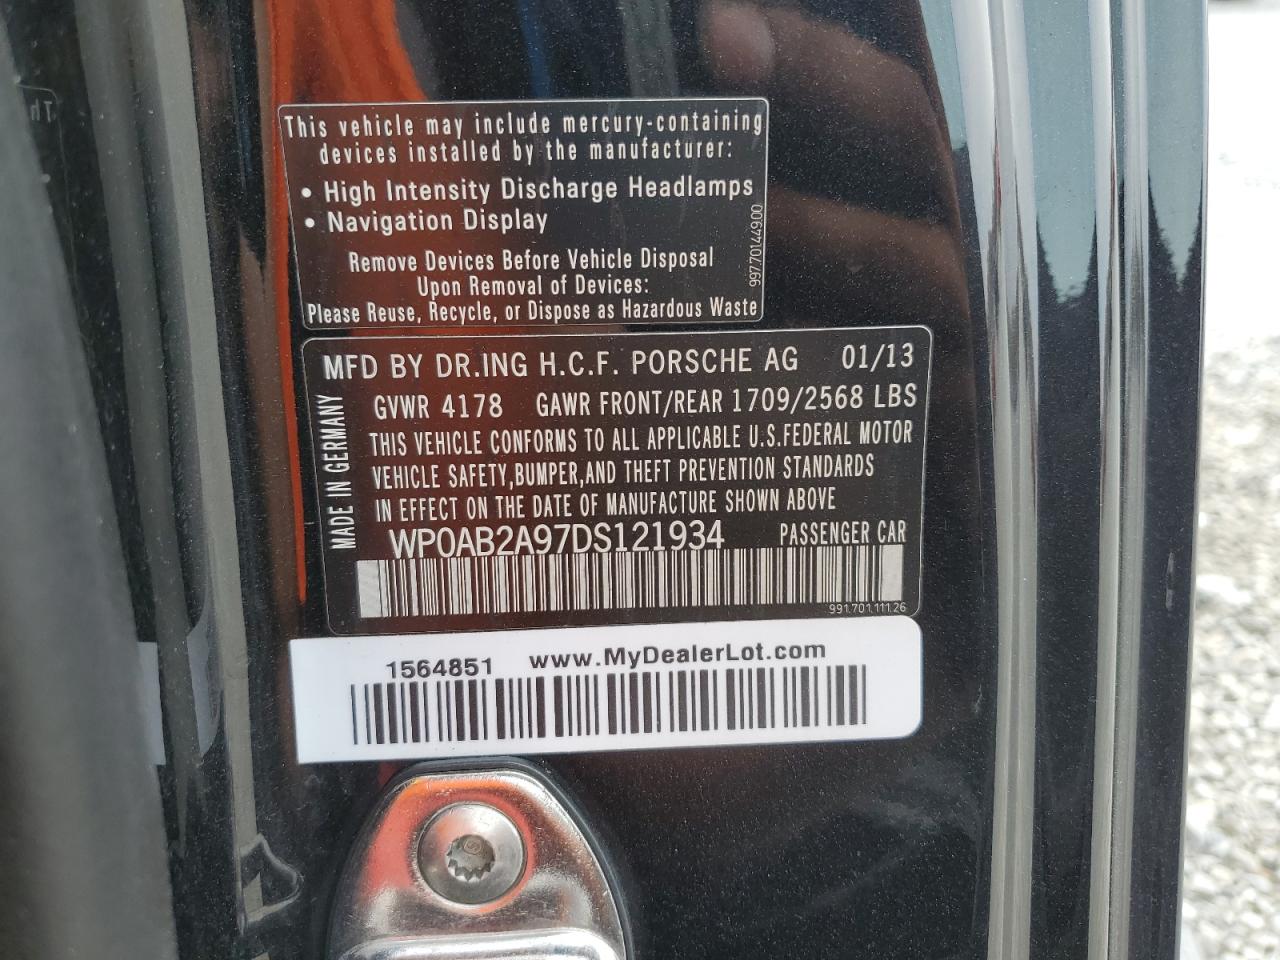 This vehicle may include mercury-containing
devices installed by the manufacturer:
• High Intensity Discharge Headlamps
• Navigation Display
Remove Devices Before Vehicle Disposal
Upon Removal of Devices:
Please Reuse, Recycle, or Dispose as Hazardous Waste
997.701.449.00
MFD BY DR.ING H.C.F. PORSCHE AG 01/13
GVWR 4178 GAWR FRONT/REAR 1709/2568 LBS
THIS VEHICLE CONFORMS TO ALL APPLICABLE U.S.FEDERAL MOTOR
VEHICLE SAFETY,BUMPER,AND THEFT PREVENTION STANDARDS
IN EFFECT ON THE DATE OF MANUFACTURE SHOWN ABOVE
MADE IN GERMANY
WP0AB2A97DS121934 PASSENGER CAR
991.701.111.26
1564851 www.MyDealerLot.com